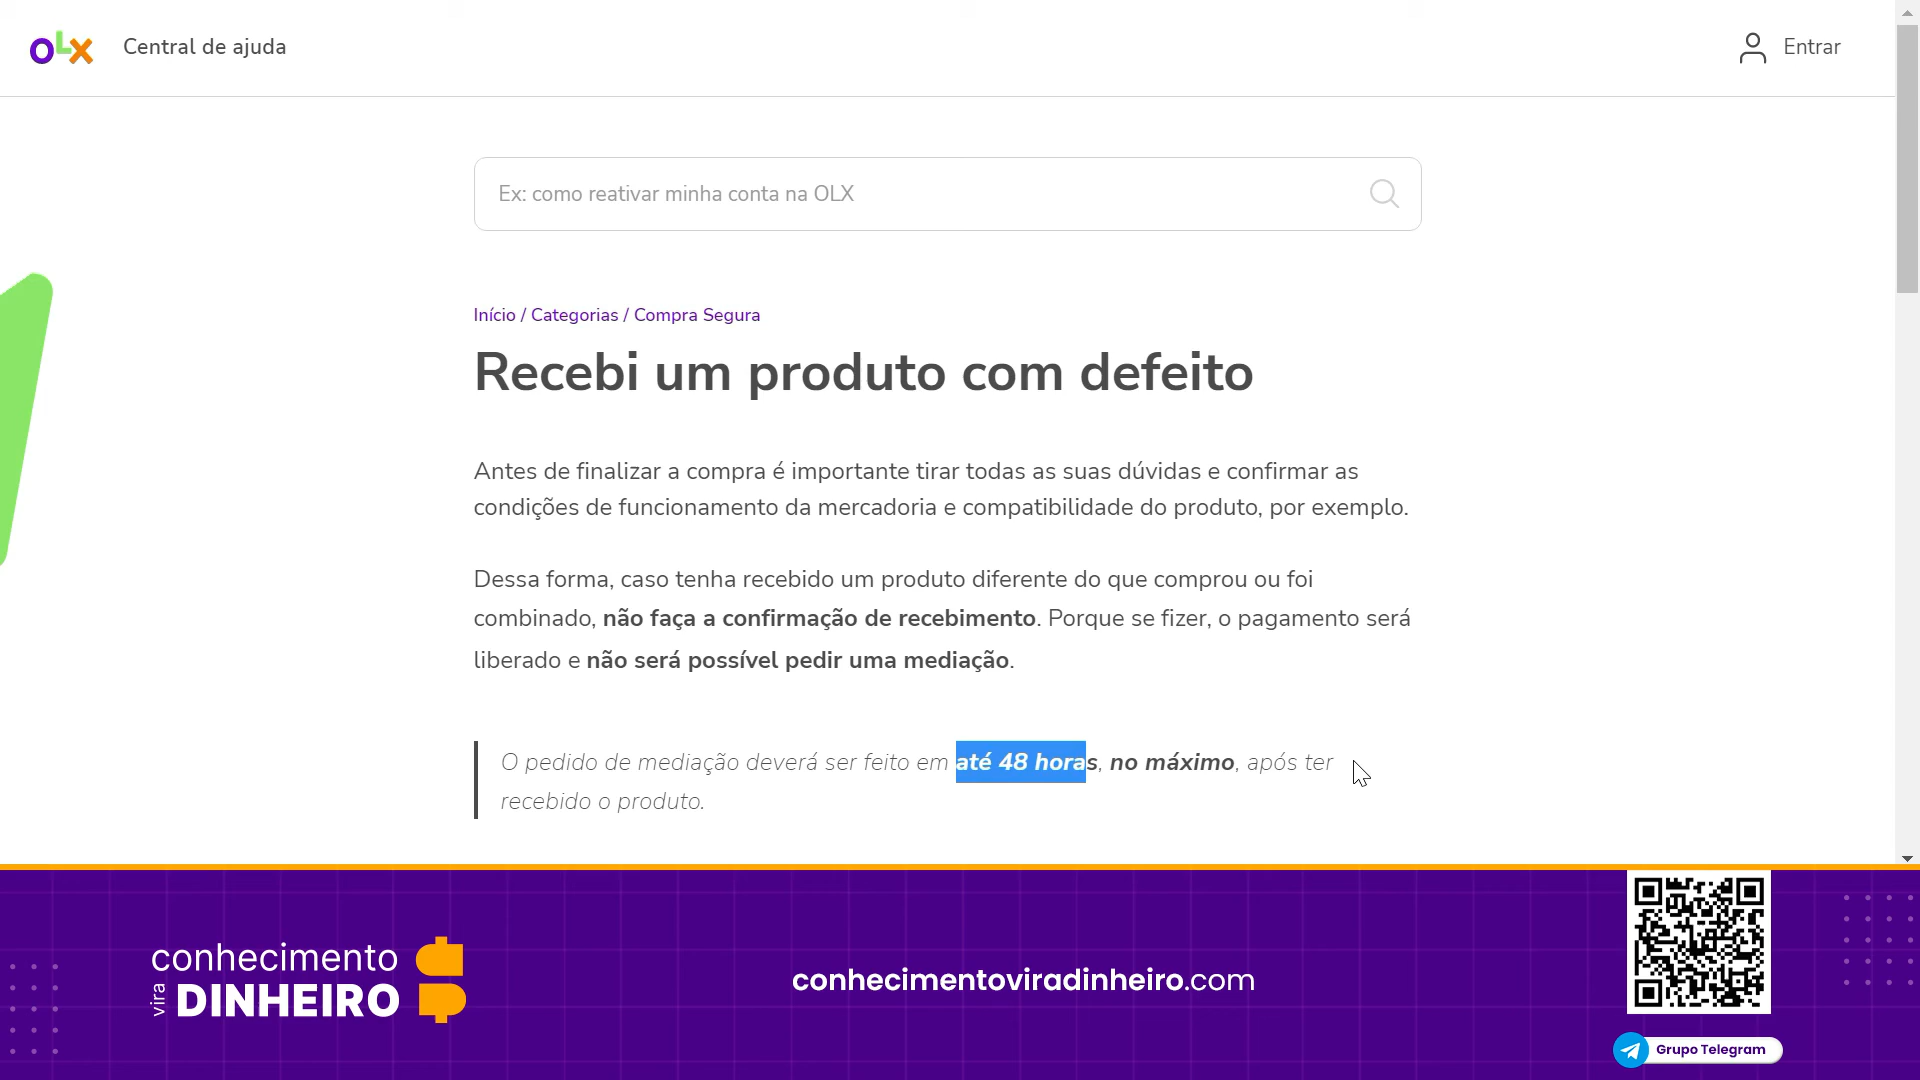 OLX
Central de ajuda
Entrar
Ex: como reativar minha conta na OLX
Início / Categorias / Compra Segura
Recebi um produto com defeito
Antes de finalizar a compra é importante tirar todas as suas dúvidas e confirmar as
condições de funcionamento da mercadoria e compatibilidade do produto, por exemplo.
Dessa forma, caso tenha recebido um produto diferente do que comprou ou foi
combinado, não faça a confirmação de recebimento. Porque se fizer, o pagamento será
liberado e não será possível pedir uma mediação.
O pedido de mediação deverá ser feito em até 48 horas, no máximo, após ter
recebido o produto.
conhecimento
vira DINHEIRO
conhecimentoviradinheiro.com
Grupo Telegram